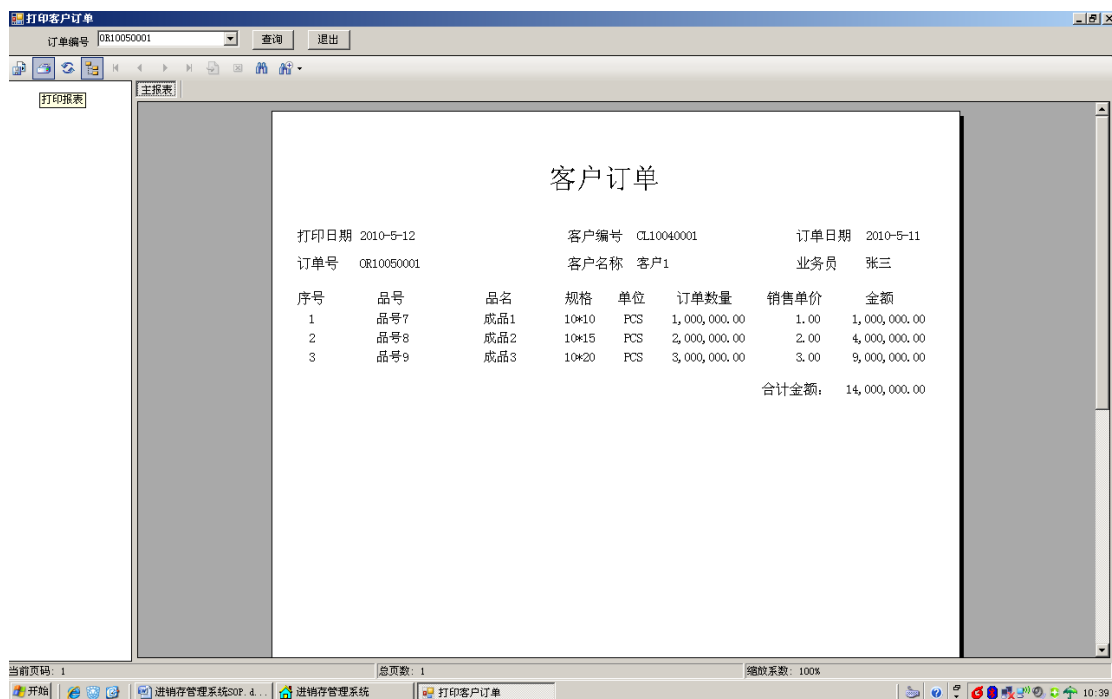 打印客户订单
订单编号 OR10050001 查询 退出
打印报表
主报表
客户订单
打印日期 2010-5-12 客户编号 CL10040001 订单日期 2010-5-11
订单号 OR10050001 客户名称 客户1 业务员 张三
序号 品号 品名 规格 单位 订单数量 销售单价 金额
1 品号7 成品1 10*10 PCS 1,000,000.00 1.00 1,000,000.00
2 品号8 成品2 10*15 PCS 2,000,000.00 2.00 4,000,000.00
3 品号9 成品3 10*20 PCS 3,000,000.00 3.00 9,000,000.00
合计金额: 14,000,000.00
当前页码: 1 总页数: 1 缩放系数: 100%
开始 进销存管理系统SOP.d... 进销存管理系统 打印客户订单 10:39